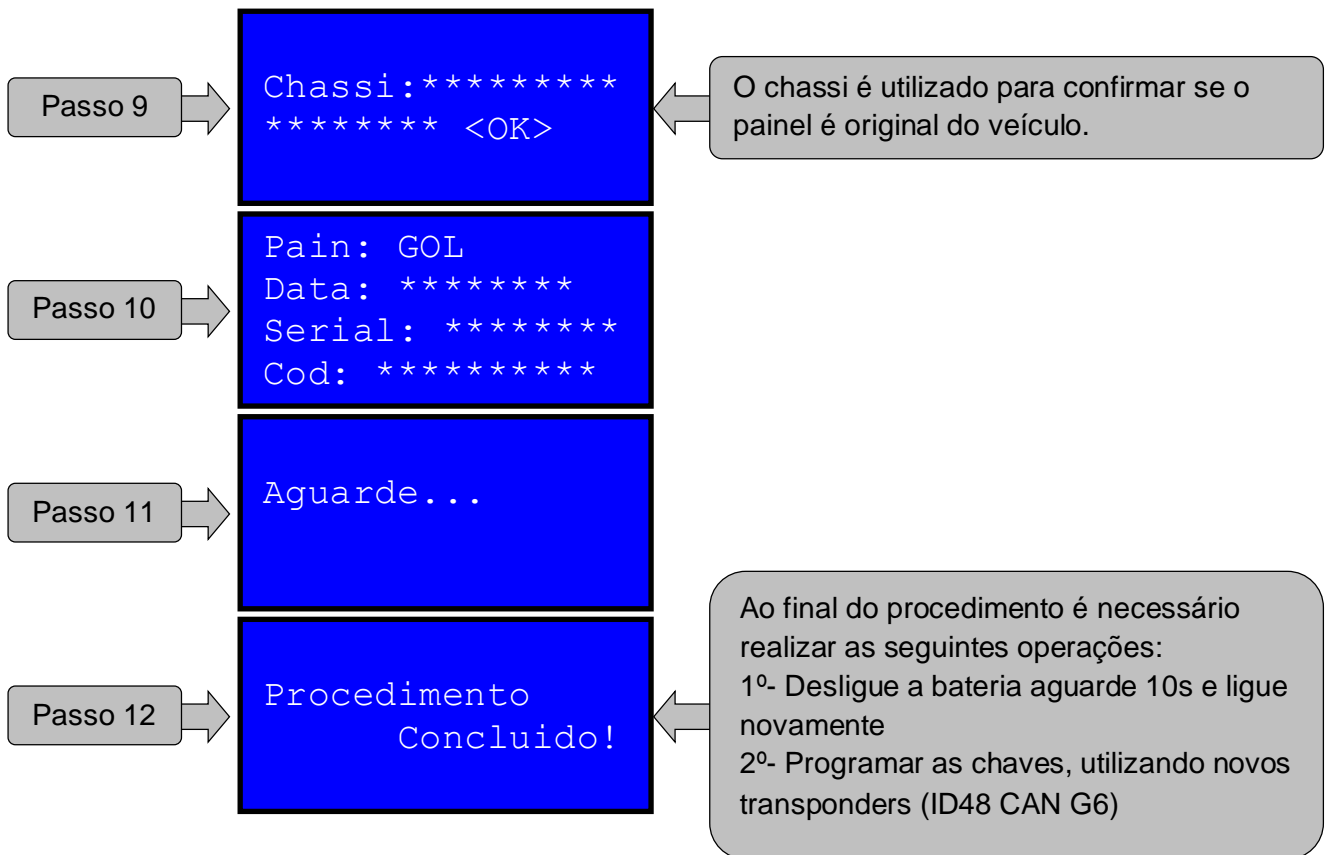 Passo 9
Chassi:*********
******** <OK>
O chassi é utilizado para confirmar se o
painel é original do veículo.
Passo 10
Pain: GOL
Data: ********
Serial: ********
Cod: **********
Passo 11
Aguarde...
Passo 12
Procedimento
Concluido!
Ao final do procedimento é necessário
realizar as seguintes operações:
1º- Desligue a bateria aguarde 10s e ligue
novamente
2º- Programar as chaves, utilizando novos
transponders (ID48 CAN G6)